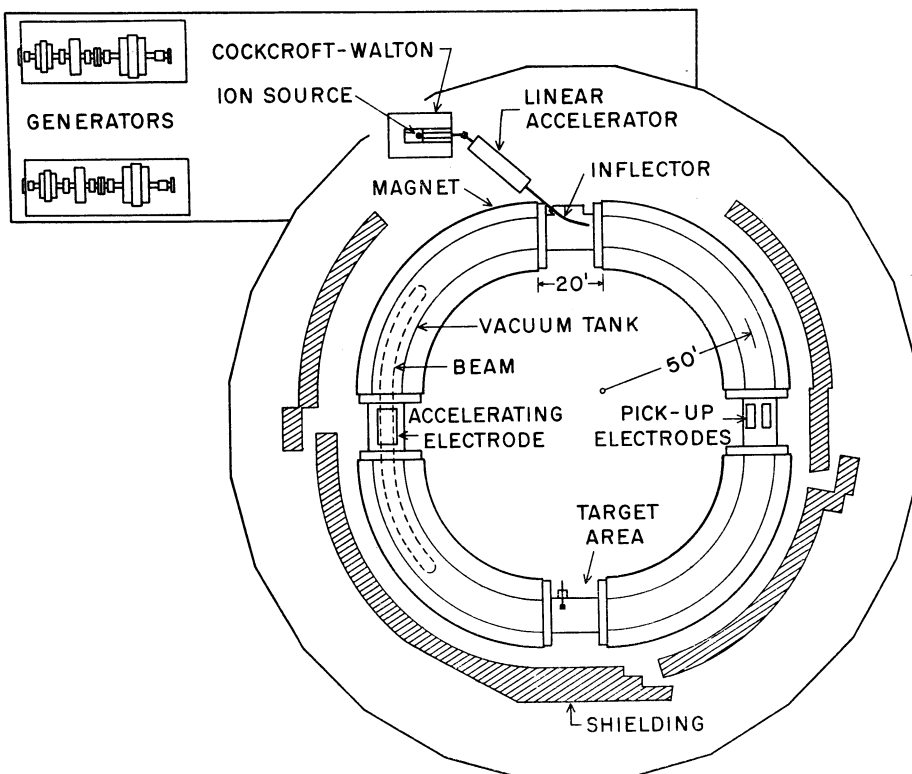 COCKCROFT-WALTON
ION SOURCE
GENERATORS
LINEAR
ACCELERATOR
INFLECTOR
MAGNET
20'
VACUUM TANK
BEAM
50'
ACCELERATING
ELECTRODE
PICK-UP
ELECTRODES
TARGET
AREA
SHIELDING